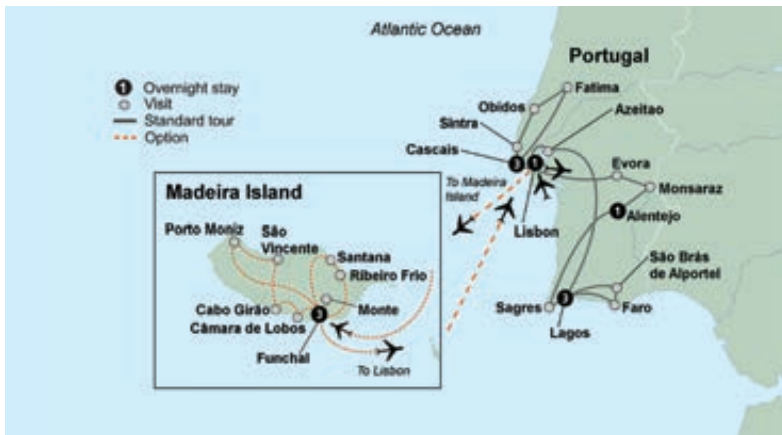 Atlantic Ocean
Portugal
1 Overnight stay
Visit
Standard tour
Option
Fatima
Obidos
Azeitao
Sintra
Cascais
3
1
Evora
To Madeira
Island
Monsaraz
Lisbon
1
Alentejo
São Brás
de Alportel
Sagres
3
Faro
Lagos
Madeira Island
Porto Moniz
São
Vincente
Santana
Ribeiro Frio
Cabo Girão
Monte
Câmara de Lobos
3
Funchal
To Lisbon